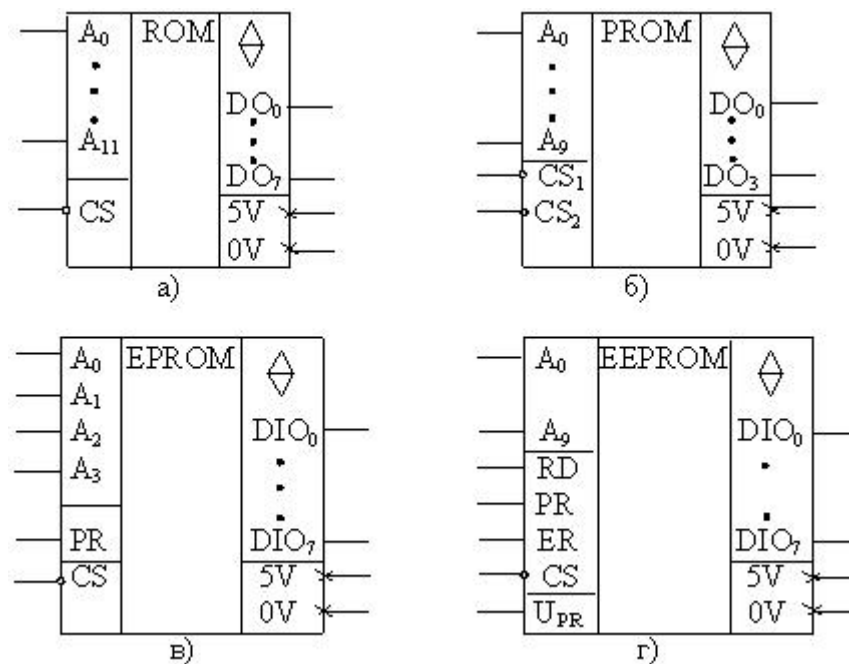 A0 ROM
DO0
A11
DO7
CS 5V
0V
а)
A0 PROM
DO0
A9
CS1 DO3
CS2 5V
0V
б)
A0 EPROM
A1
A2 DIO0
A3
PR DIO7
CS 5V
0V
в)
A0 EEPROM
A9 DIO0
RD
PR
ER DIO7
CS 5V
UPR 0V
г)